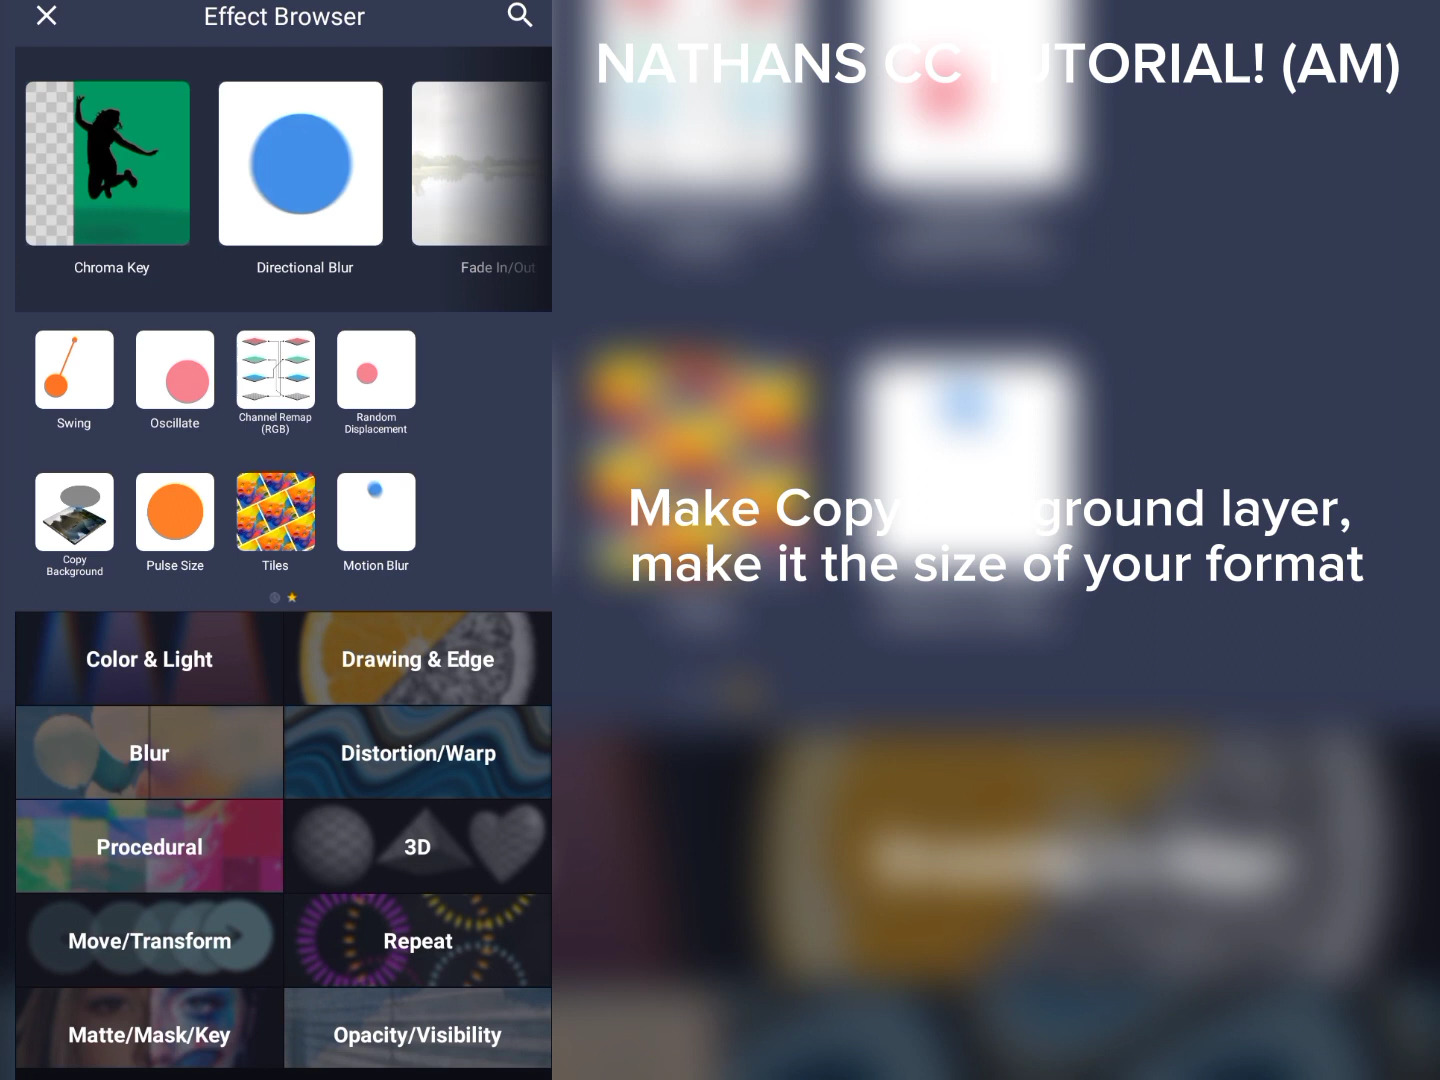 Effect Browser
Chroma Key
Directional Blur
Fade In/Out
Swing
Oscillate
Channel Remap
(RGB)
Random
Displacement
Copy
Background
Pulse Size
Tiles
Motion Blur
Color & Light
Drawing & Edge
Blur
Distortion/Warp
Procedural
3D
Move/Transform
Repeat
Matte/Mask/Key
Opacity/Visibility
NATHANS CC TUTORIAL! (AM)
Make Copy Background layer,
make it the size of your format